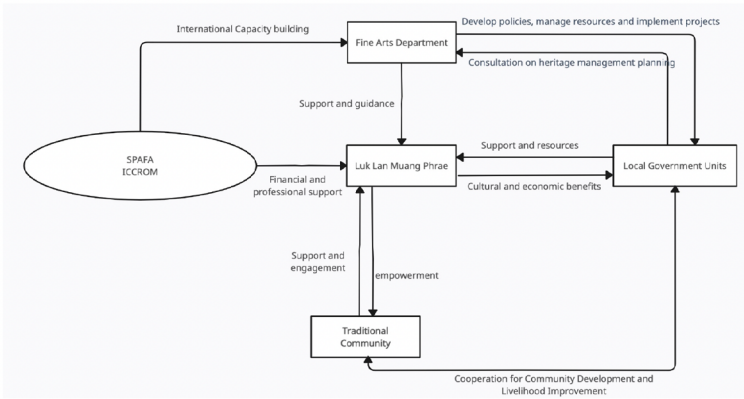 International Capacity building
Develop policies, manage resources and implement projects
Fine Arts Department
Consultation on heritage management planning
Support and guidance
SPAFA
ICCROM
Financial and
professional support
Luk Lan Muang Phrae
Support and resources
Cultural and economic benefits
Local Government Units
Support and
engagement
empowerment
Traditional
Community
Cooperation for Community Development and
Livelihood Improvement